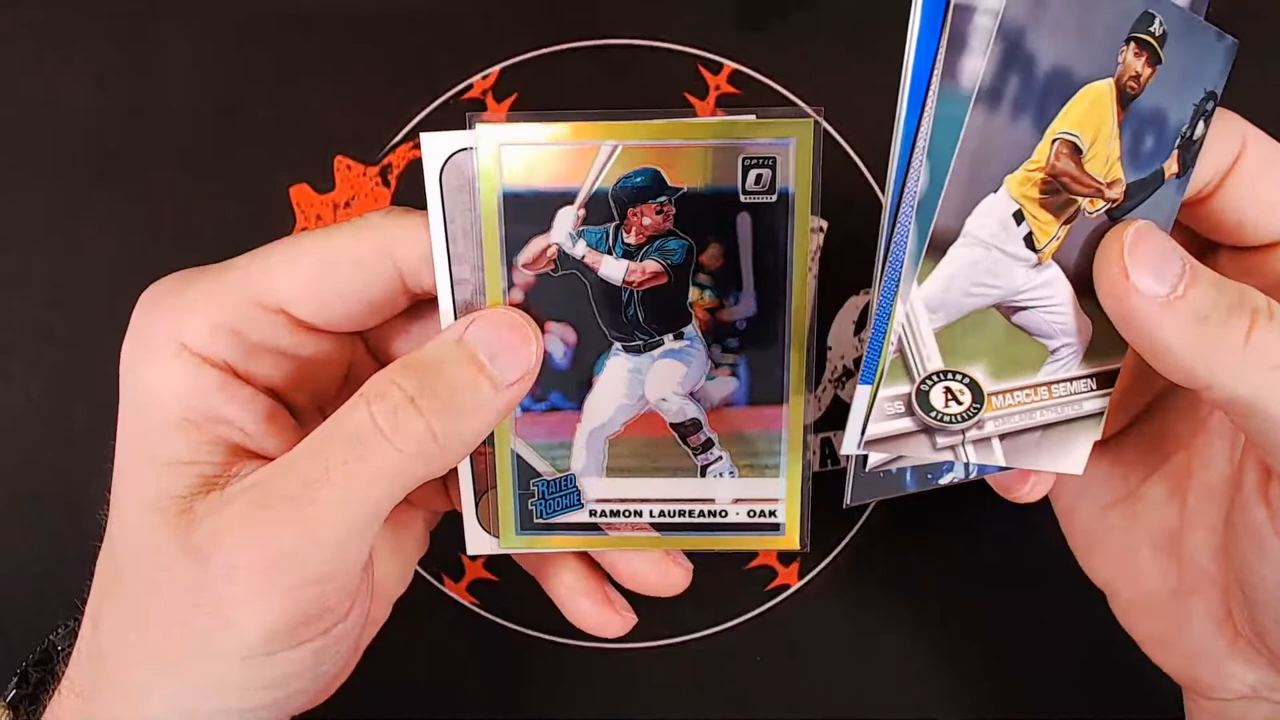 OPTIC
RATED
ROOKIE
RAMON LAUREANO · OAK
A's
SS
OAKLAND
A's
ATHLETICS
MARCUS SEMIEN
OAKLAND ATHLETICS